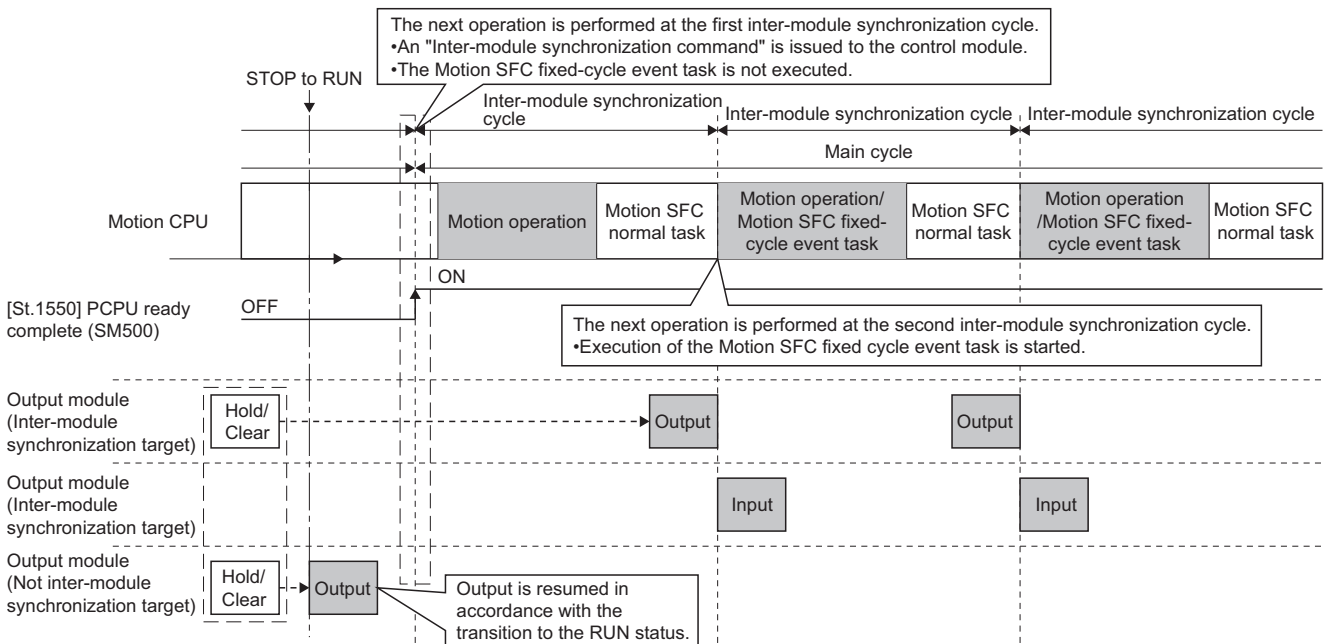 The next operation is performed at the first inter-module synchronization cycle.
•An "Inter-module synchronization command" is issued to the control module.
•The Motion SFC fixed-cycle event task is not executed.
STOP to RUN
Inter-module synchronization
cycle
Inter-module synchronization cycle
Inter-module synchronization cycle
Main cycle
Motion CPU
Motion operation
Motion SFC
normal task
Motion operation/
Motion SFC fixed-
cycle event task
Motion SFC
normal task
Motion operation
/Motion SFC fixed-
cycle event task
Motion SFC
normal task
ON
[St.1550] PCPU ready
complete (SM500)
OFF
The next operation is performed at the second inter-module synchronization cycle.
•Execution of the Motion SFC fixed cycle event task is started.
Output module
(Inter-module
synchronization target)
Hold/
Clear
Output
Output
Output module
(Inter-module
synchronization target)
Input
Input
Output module
(Not inter-module
synchronization target)
Hold/
Clear
Output
Output is resumed in
accordance with the
transition to the RUN status.